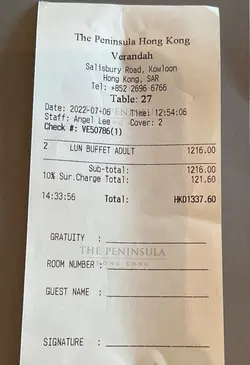 The Peninsula Hong Kong
Verandah
Salisbury Road, Kowloon
Hong Kong, SAR
Tel: +852 2696 6766
Table: 27
Date: 2022-07-06 Time: 12:54:06
Staff: Angel Lee Cover: 2
Check #: VE50786(1)
2 LUN BUFFET ADULT 1216.00
Sub-total: 1216.00
10% Sur.Charge Total: 121.60
14:33:56 Total: HKD1337.60
GRATUITY :
THE PENINSULA
HONG KONG
ROOM NUMBER :
GUEST NAME :
SIGNATURE :